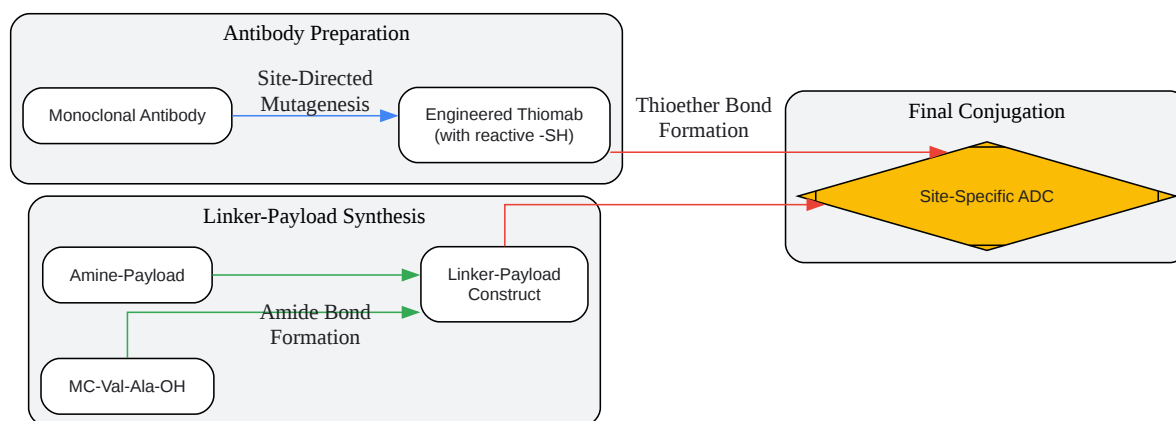 Antibody Preparation
Monoclonal Antibody
Site-Directed
Mutagenesis
Engineered Thiomab
(with reactive -SH)
Thioether Bond
Formation
Final Conjugation
Site-Specific ADC
Linker-Payload Synthesis
Amine-Payload
Linker-Payload
Construct
Amide Bond
Formation
MC-Val-Ala-OH